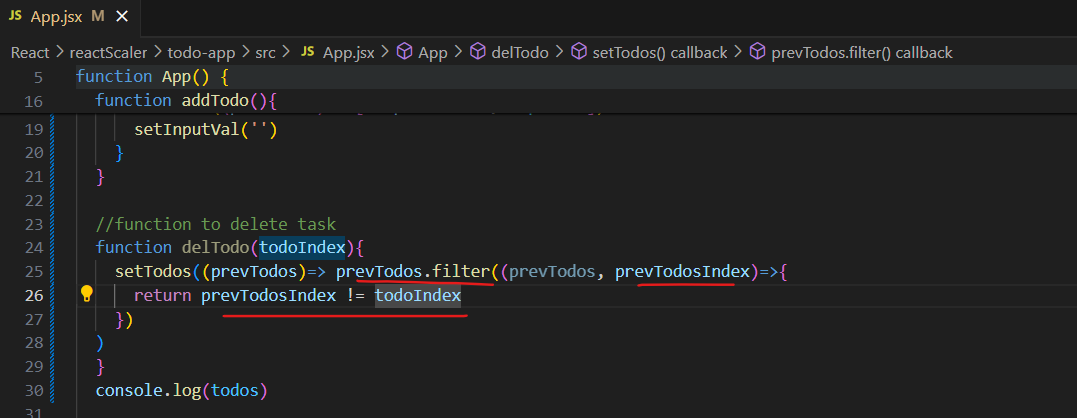 JS App.jsx M ×
React > reactScaler > todo-app > src > JS App.jsx > App > delTodo > setTodos() callback > prevTodos.filter() callback
5 function App() {
16 function addTodo(){
19 setInputVal('')
20 }
21 }
22
23 //function to delete task
24 function delTodo(todoIndex){
25 setTodos((prevTodos)=> prevTodos.filter((prevTodos, prevTodosIndex)=>{
26 return prevTodosIndex != todoIndex
27 })
28 )
29 }
30 console.log(todos)
31